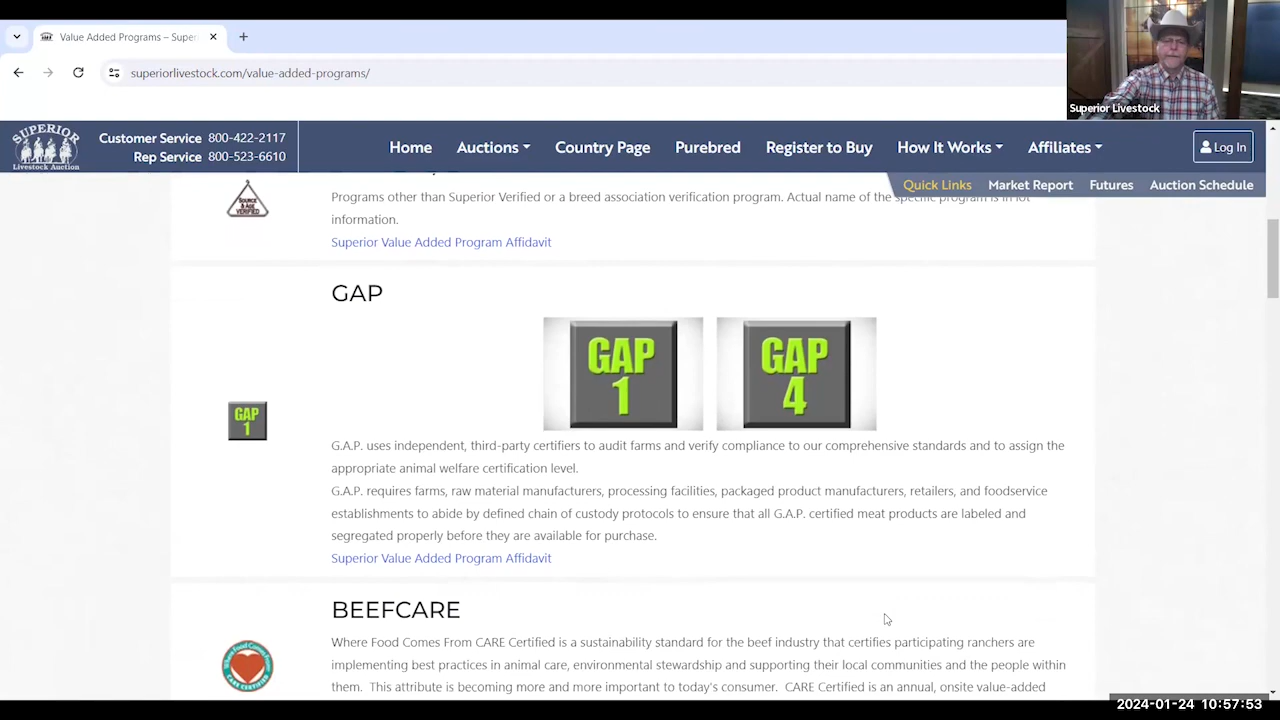 Value Added Programs – Super
superiorlivestock.com/value-added-programs/
Superior Livestock
SUPERIOR
Livestock Auction
Customer Service 800-422-2117
Rep Service 800-523-6610
Home Auctions Country Page Purebred Register to Buy How It Works Affiliates Log In
Quick Links Market Report Futures Auction Schedule
SOURCE
& AGE
VERIFIED
Programs other than Superior Verified or a breed association verification program. Actual name of the specific program is in lot
information.
Superior Value Added Program Affidavit
GAP
GAP
1
GAP
4
GAP
1
G.A.P. uses independent, third-party certifiers to audit farms and verify compliance to our comprehensive standards and to assign the
appropriate animal welfare certification level.
G.A.P. requires farms, raw material manufacturers, processing facilities, packaged product manufacturers, retailers, and foodservice
establishments to abide by defined chain of custody protocols to ensure that all G.A.P. certified meat products are labeled and
segregated properly before they are available for purchase.
Superior Value Added Program Affidavit
BEEFCARE
Where Food Comes From
CARE CERTIFIED
Where Food Comes From CARE Certified is a sustainability standard for the beef industry that certifies participating ranchers are
implementing best practices in animal care, environmental stewardship and supporting their local communities and the people within
them. This attribute is becoming more and more important to today's consumer. CARE Certified is an annual, onsite value-added
2024-01-24 10:57:53